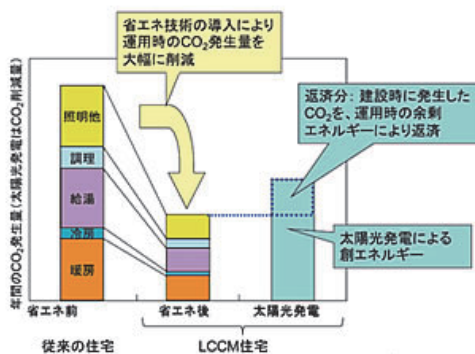 省エネ技術の導入により
運用時のCO₂発生量を
大幅に削減
返済分: 建設時に発生した
CO₂を、運用時の余剰
エネルギーにより返済
年間のCO₂発生量(太陽光発電はCO₂削減量)
照明他
調理
給湯
冷房
暖房
太陽光発電による
創エネルギー
省エネ前
省エネ後
太陽光発電
従来の住宅
LCCM住宅